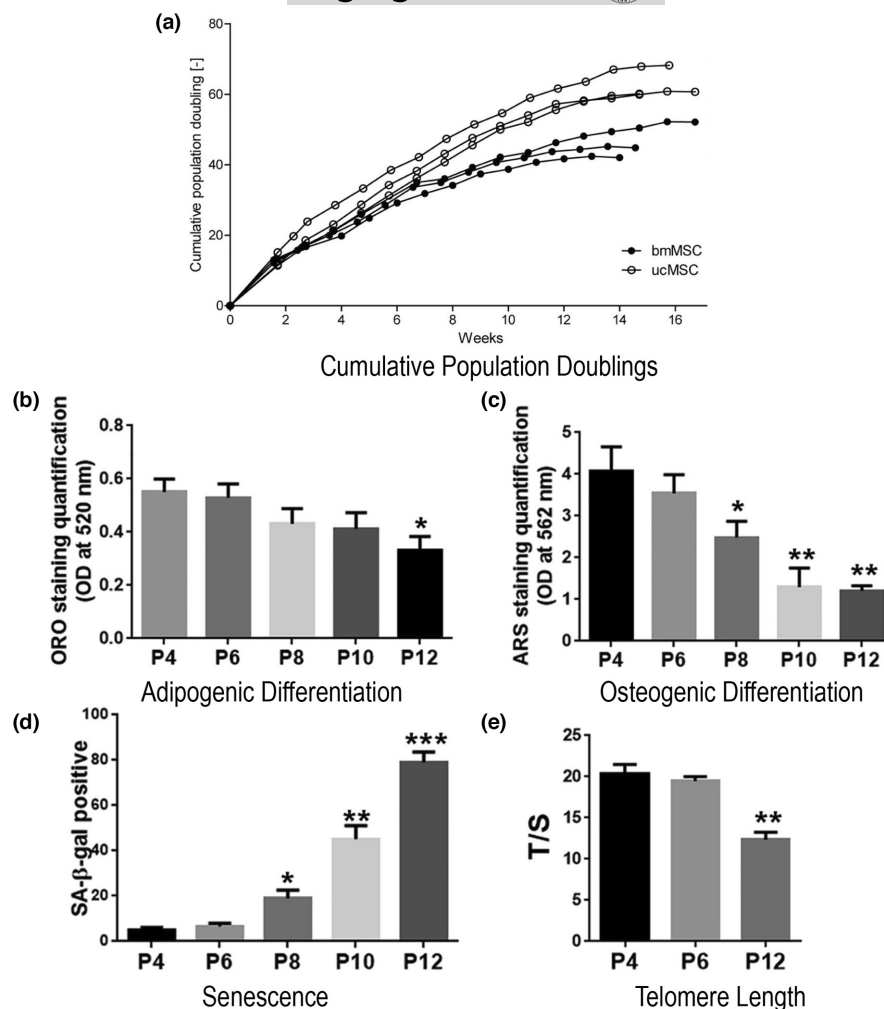 (a)
Cumulative population doubling [-]
80
60
40
20
0
bmMSC
ucMSC
0 2 4 6 8 10 12 14 16
Weeks
Cumulative Population Doublings
(b)
ORO staining quantification
(OD at 520 nm)
0.8
0.6
0.4
0.2
0.0
*
P4 P6 P8 P10 P12
Adipogenic Differentiation
(c)
ARS staining quantification
(OD at 562 nm)
5
4
3
2
1
0
* ** **
P4 P6 P8 P10 P12
Osteogenic Differentiation
(d)
SA-β-gal positive
100
80
60
40
20
0
* ** ***
P4 P6 P8 P10 P12
Senescence
(e)
T/S
25
20
15
10
5
0
**
P4 P6 P12
Telomere Length